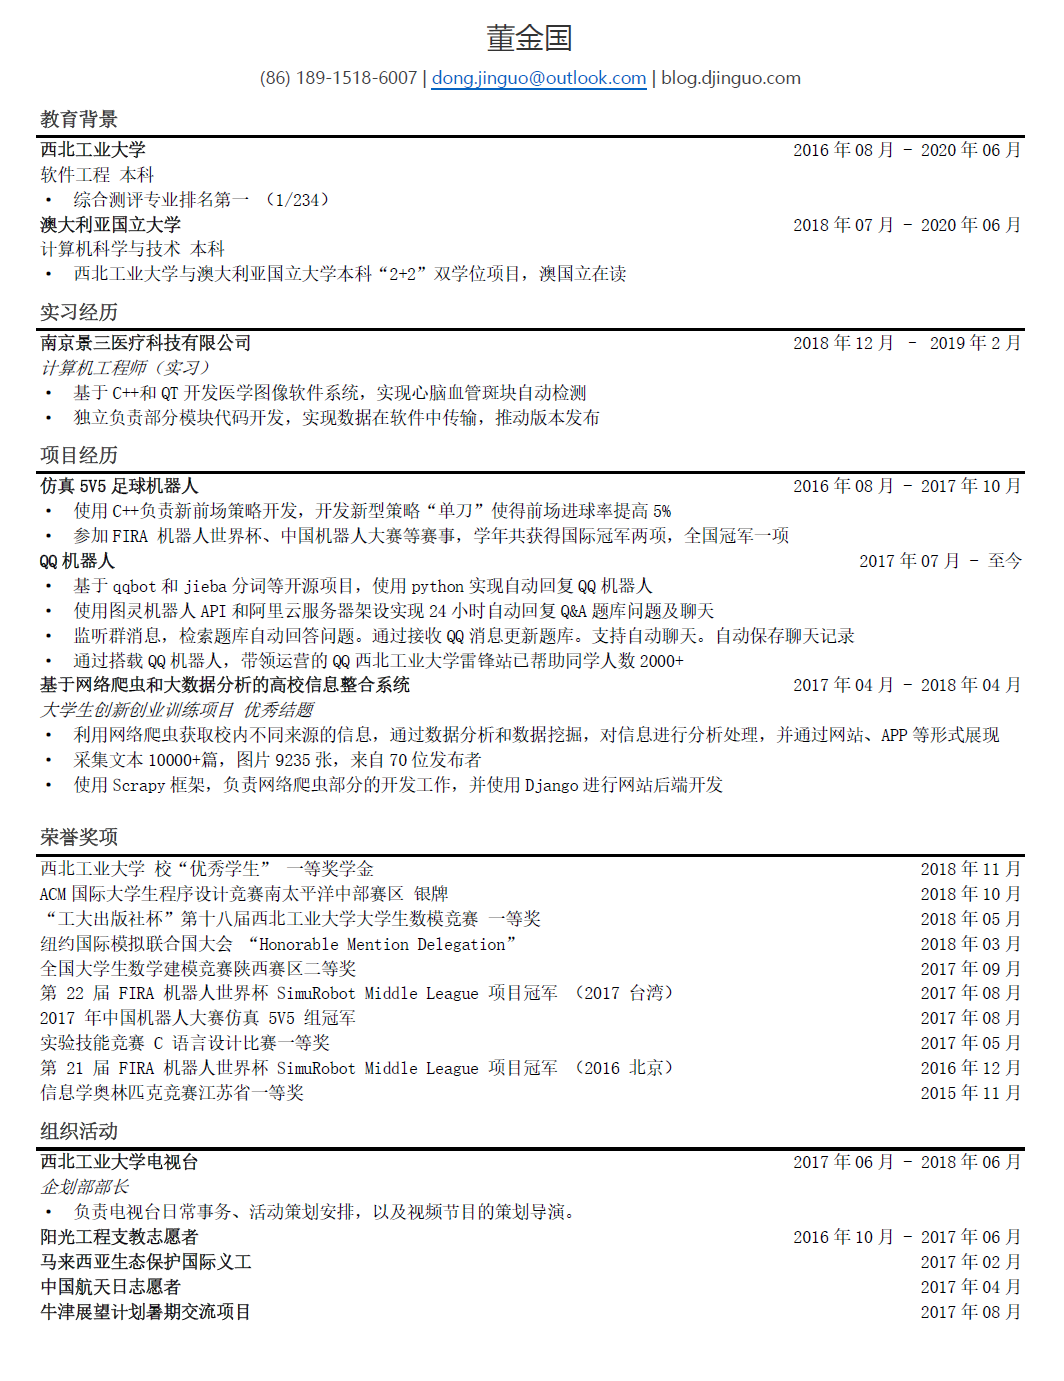 董金国
(86) 189-1518-6007 | dong.jinguo@outlook.com | blog.djinguo.com
教育背景
西北工业大学 2016 年 08 月 - 2020 年 06 月
软件工程 本科
• 综合测评专业排名第一 （1/234）
澳大利亚国立大学 2018 年 07 月 - 2020 年 06 月
计算机科学与技术 本科
• 西北工业大学与澳大利亚国立大学本科“2+2”双学位项目，澳国立在读
实习经历
南京景三医疗科技有限公司 2018 年 12 月 - 2019 年 2 月
计算机工程师（实习）
• 基于 C++和 QT 开发医学图像软件系统，实现心脑血管斑块自动检测
• 独立负责部分模块代码开发，实现数据在软件中传输，推动版本发布
项目经历
仿真 5V5 足球机器人 2016 年 08 月 - 2017 年 10 月
• 使用 C++负责新前场策略开发，开发新型策略“单刀”使得前场进球率提高 5%
• 参加 FIRA 机器人世界杯、中国机器人大赛等赛事，学年共获得国际冠军两项，全国冠军一项
QQ 机器人 2017 年 07 月 - 至今
• 基于 qqbot 和 jieba 分词等开源项目，使用 python 实现自动回复 QQ 机器人
• 使用图灵机器人 API 和阿里云服务器架设实现 24 小时自动回复 Q&A 题库问题及聊天
• 监听群消息，检索题库自动回答问题。通过接收 QQ 消息更新题库。支持自动聊天。自动保存聊天记录
• 通过搭载 QQ 机器人，带领运营的 QQ 西北工业大学雷锋站已帮助同学人数 2000+
基于网络爬虫和大数据分析的高校信息整合系统 2017 年 04 月 - 2018 年 04 月
大学生创新创业训练项目 优秀结题
• 利用网络爬虫获取校内不同来源的信息，通过数据分析和数据挖掘，对信息进行分析处理，并通过网站、APP 等形式展现
• 采集文本 10000+篇，图片 9235 张，来自 70 位发布者
• 使用 Scrapy 框架，负责网络爬虫部分的开发工作，并使用 Django 进行网站后端开发
荣誉奖项
西北工业大学 校“优秀学生” 一等奖学金 2018 年 11 月
ACM 国际大学生程序设计竞赛南太平洋中部赛区 银牌 2018 年 10 月
“工大出版社杯”第十八届西北工业大学大学生数模竞赛 一等奖 2018 年 05 月
纽约国际模拟联合国大会 “Honorable Mention Delegation” 2018 年 03 月
全国大学生数学建模竞赛陕西赛区二等奖 2017 年 09 月
第 22 届 FIRA 机器人世界杯 SimuRobot Middle League 项目冠军 （2017 台湾） 2017 年 08 月
2017 年中国机器人大赛仿真 5V5 组冠军 2017 年 08 月
实验技能竞赛 C 语言设计比赛一等奖 2017 年 05 月
第 21 届 FIRA 机器人世界杯 SimuRobot Middle League 项目冠军 （2016 北京） 2016 年 12 月
信息学奥林匹克竞赛江苏省一等奖 2015 年 11 月
组织活动
西北工业大学电视台 2017 年 06 月 - 2018 年 06 月
企划部部长
• 负责电视台日常事务、活动策划安排，以及视频节目的策划导演。
阳光工程支教志愿者 2016 年 10 月 - 2017 年 06 月
马来西亚生态保护国际义工 2017 年 02 月
中国航天日志愿者 2017 年 04 月
牛津展望计划暑期交流项目 2017 年 08 月